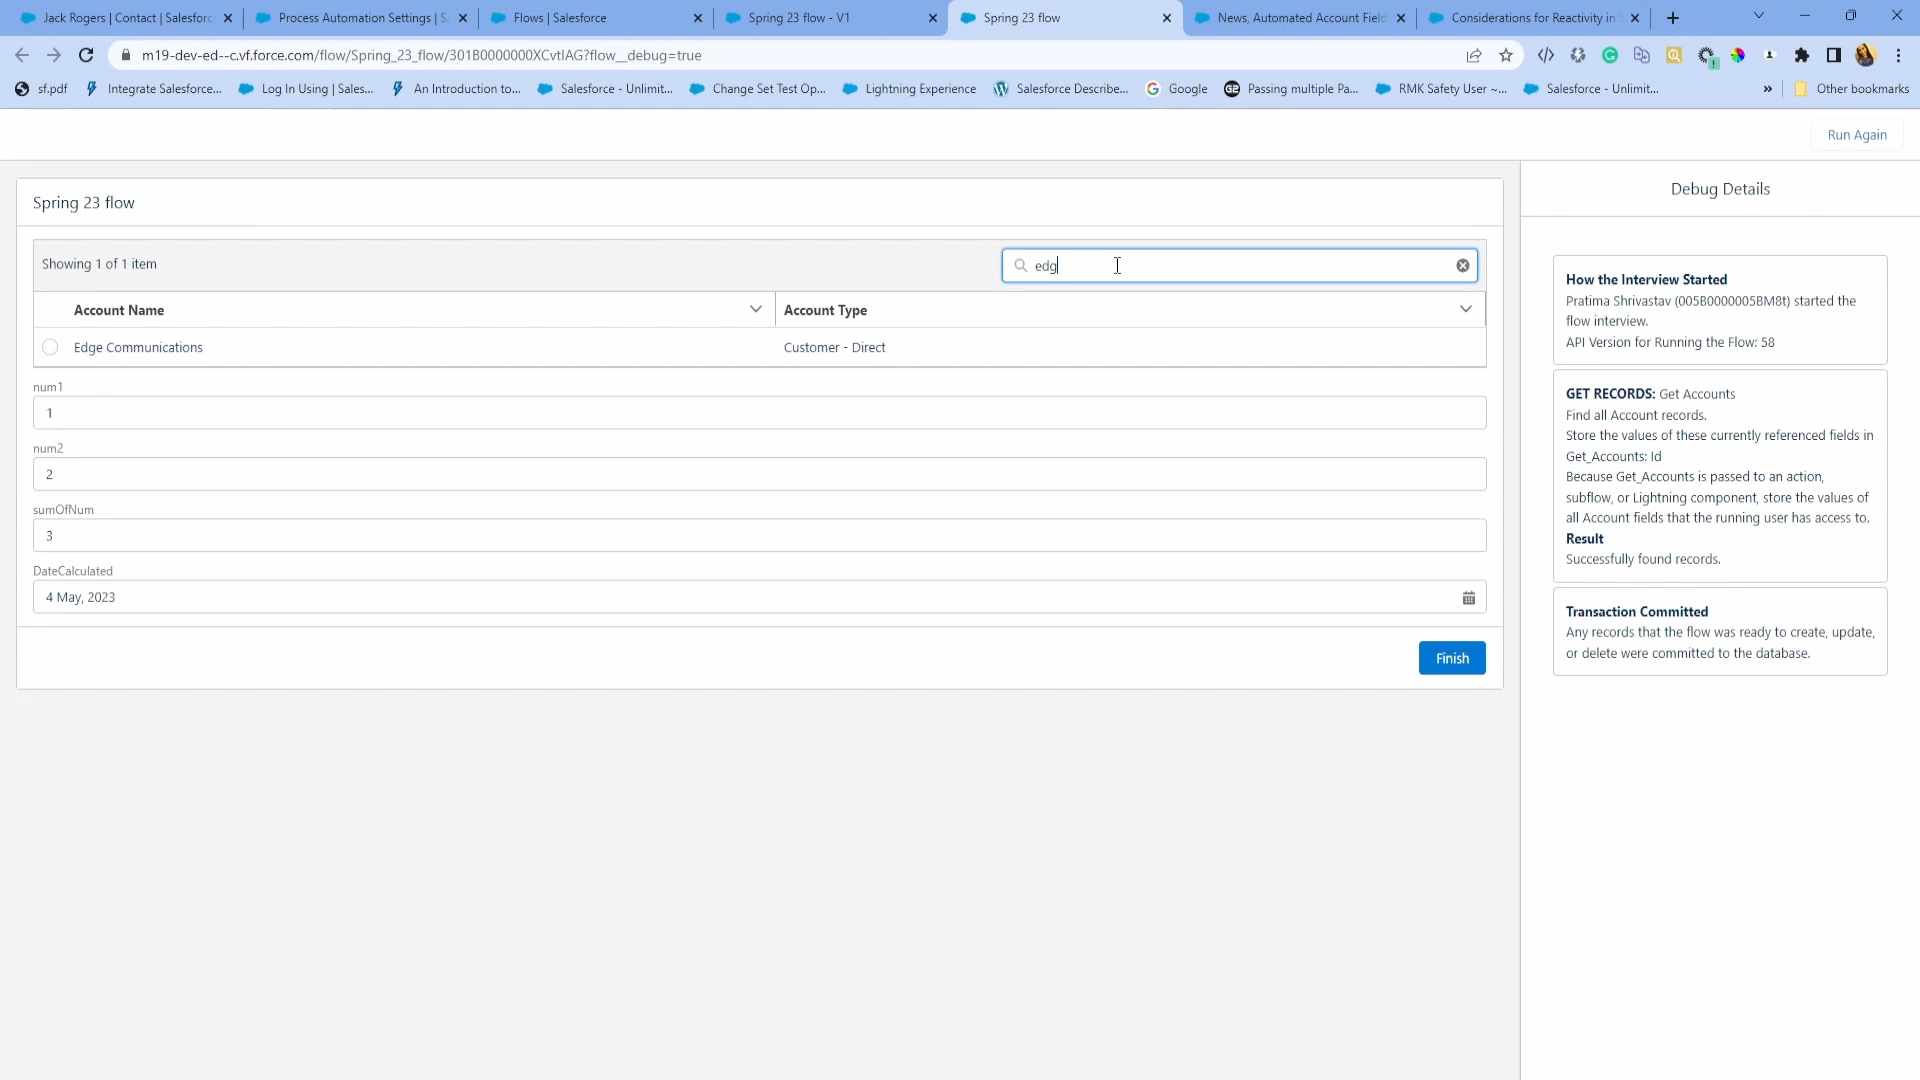 Jack Rogers | Contact | Salesforc
Process Automation Settings | S
Flows | Salesforce
Spring 23 flow - V1
Spring 23 flow
News, Automated Account Field
Considerations for Reactivity in S
m19-dev-ed--c.vf.force.com/flow/Spring_23_flow/301B0000000XCvtIAG?flow__debug=true
sf.pdf
Integrate Salesforce...
Log In Using | Sales...
An Introduction to...
Salesforce - Unlimit...
Change Set Test Op...
Lightning Experience
Salesforce Describe...
Google
Passing multiple Pa...
RMK Safety User ~...
Salesforce - Unlimit...
»
Other bookmarks
Run Again
Spring 23 flow
Showing 1 of 1 item
edg
Account Name
Account Type
Edge Communications
Customer - Direct
num1
1
num2
2
sumOfNum
3
DateCalculated
4 May, 2023
Finish
Debug Details
How the Interview Started
Pratima Shrivastav (005B0000005BM8t) started the
flow interview.
API Version for Running the Flow: 58
GET RECORDS: Get Accounts
Find all Account records.
Store the values of these currently referenced fields in
Get_Accounts: Id
Because Get_Accounts is passed to an action,
subflow, or Lightning component, store the values of
all Account fields that the running user has access to.
Result
Successfully found records.
Transaction Committed
Any records that the flow was ready to create, update,
or delete were committed to the database.